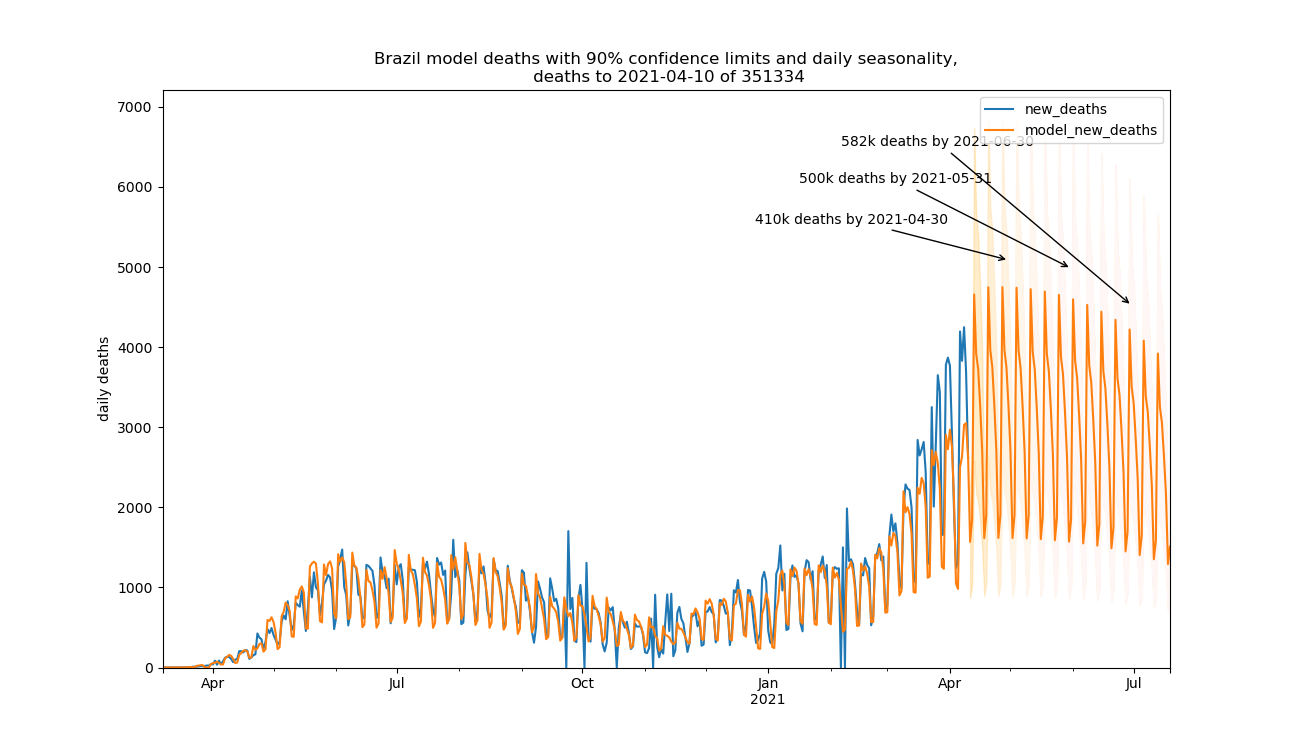 Brazil model deaths with 90% confidence limits and daily seasonality,
deaths to 2021-04-10 of 351334
7000
6000
5000
4000
3000
2000
1000
0
daily deaths
new_deaths
model_new_deaths
582k deaths by 2021-06-30
500k deaths by 2021-05-31
410k deaths by 2021-04-30
Apr
Jul
Oct
Jan
2021
Apr
Jul